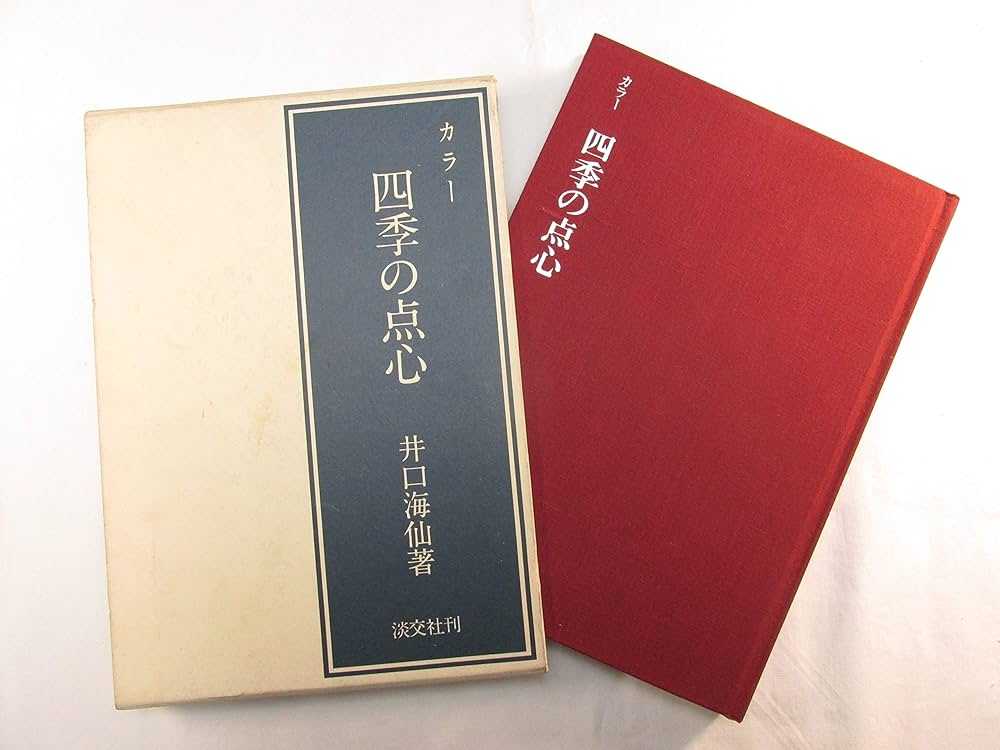 カラー
四季の点心
井口海仙著
淡交社刊
カラー
四季の点心